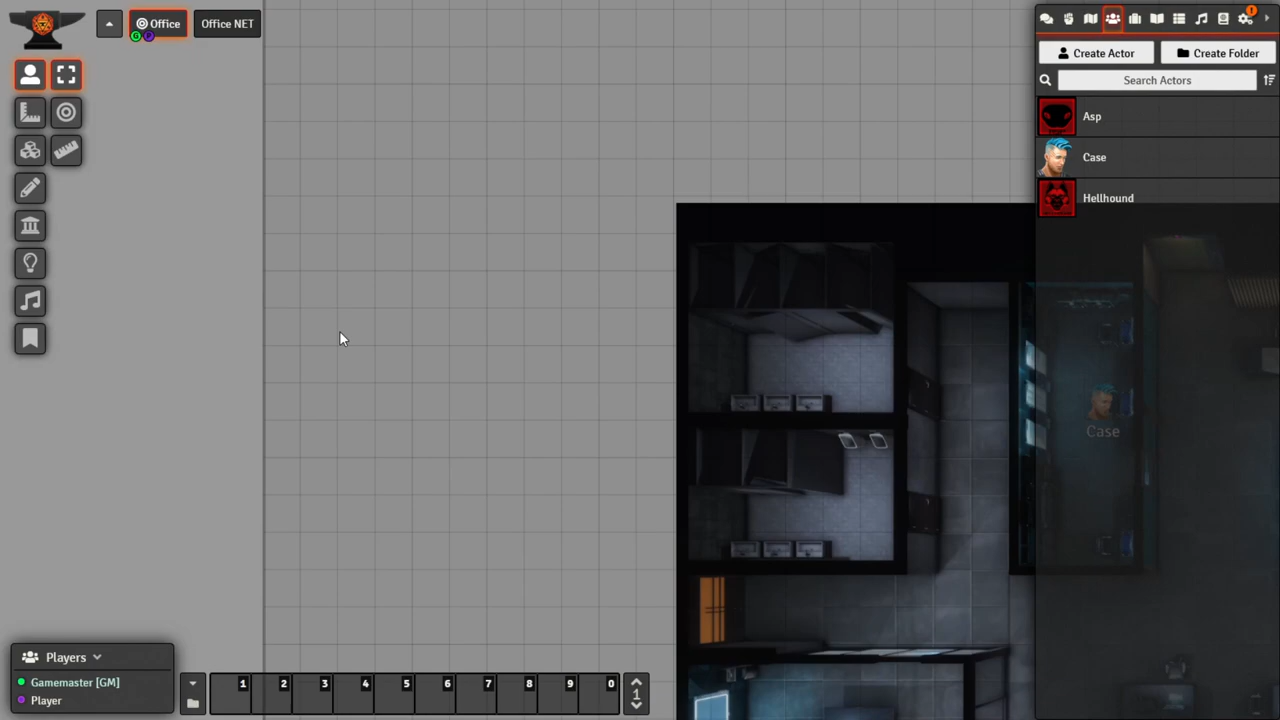 Office
Office NET
G
P
Create Actor
Create Folder
Search Actors
Asp
Case
Hellhound
Case
Players
Gamemaster [GM]
Player
1 2 3 4 5 6 7 8 9 0
1